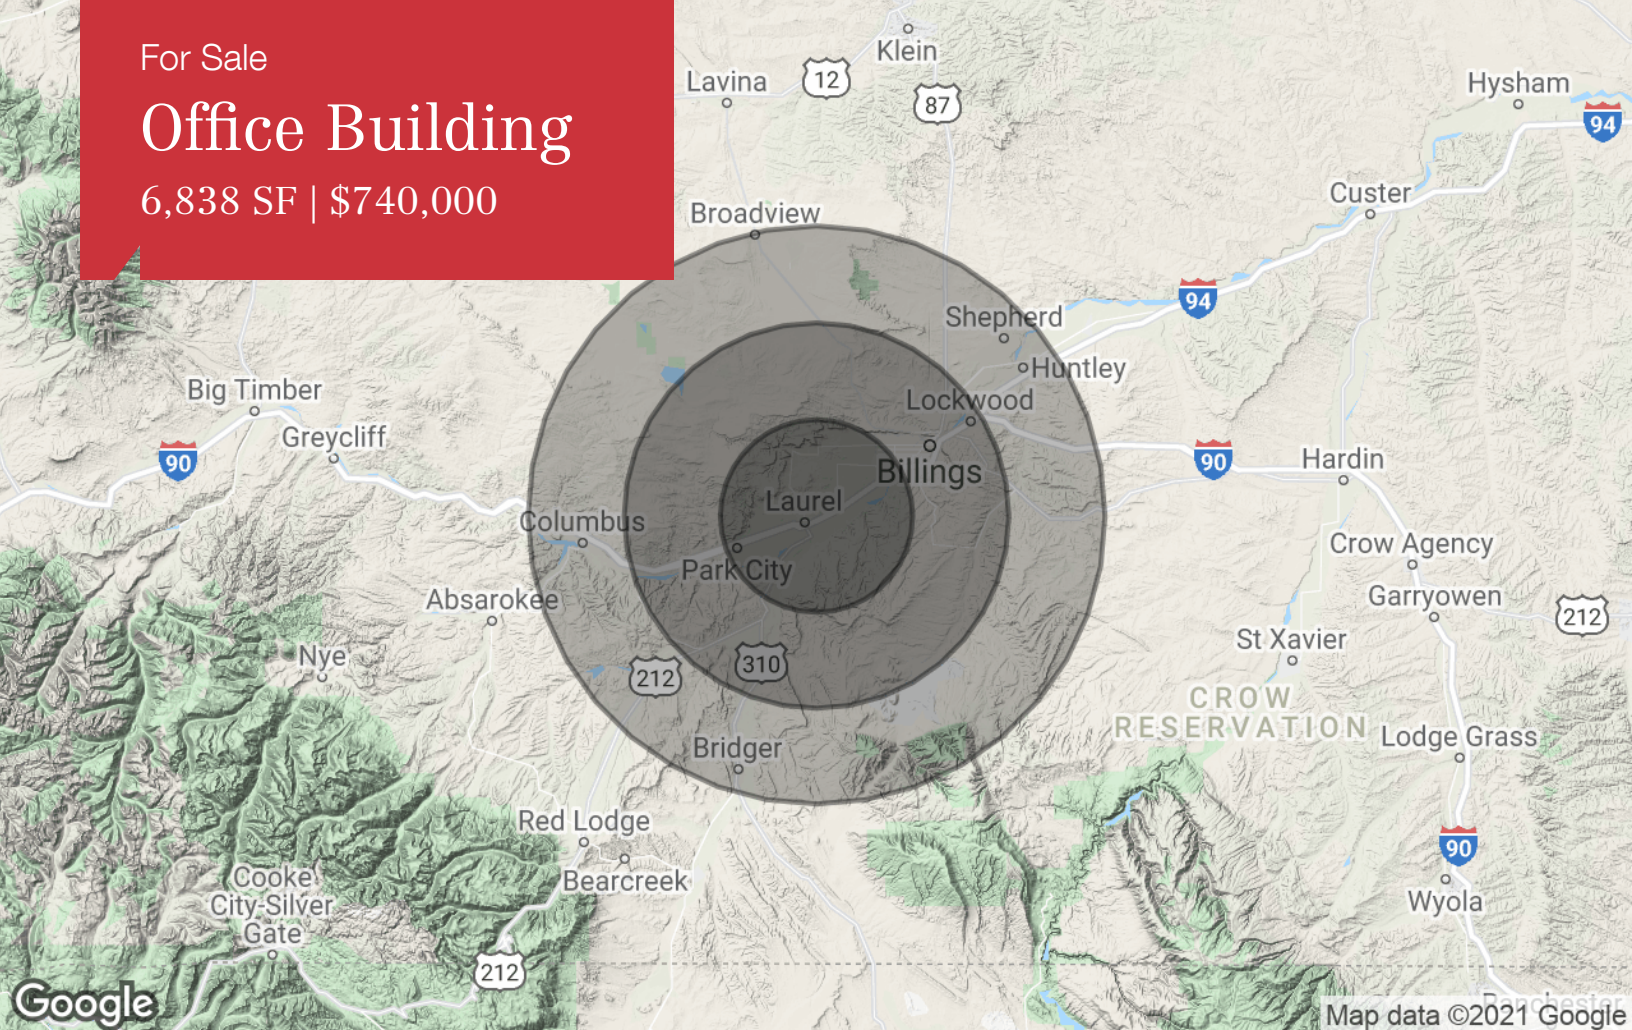 For Sale
Office Building
6,838 SF | $740,000
Klein
Lavina
12
87
Hysham
94
Custer
Broadview
94
Shepherd
Huntley
Big Timber
Lockwood
Greycliff
90
90
Billings
Hardin
Laurel
Columbus
Crow Agency
Park City
Absarokee
Garryowen
212
St Xavier
Nye
310
212
CROW
RESERVATION
Bridger
Lodge Grass
Red Lodge
90
Bearcreek
Cooke
City-Silver
Gate
Wyola
212
Ranchester
Google
Map data ©2021 Google